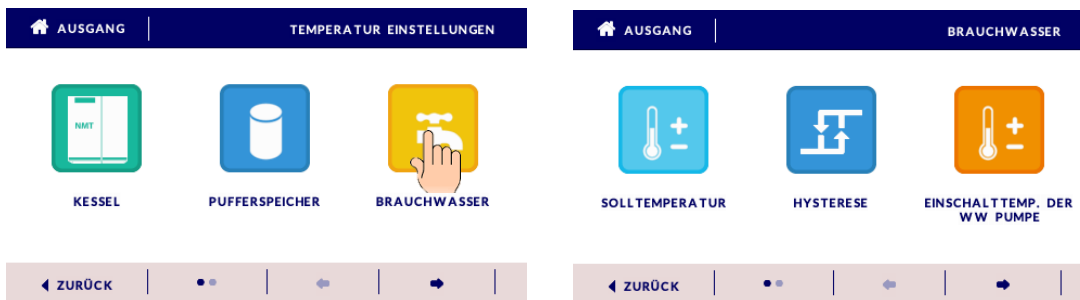 AUSGANG
TEMPERATUR EINSTELLUNGEN
NMT
KESSEL
PUFFERSPEICHER
BRAUCHWASSER
ZURÜCK
AUSGANG
BRAUCHWASSER
SOLLTEMPERATUR
HYSTERESE
EINSCHALTTEMP. DER
WW PUMPE
ZURÜCK